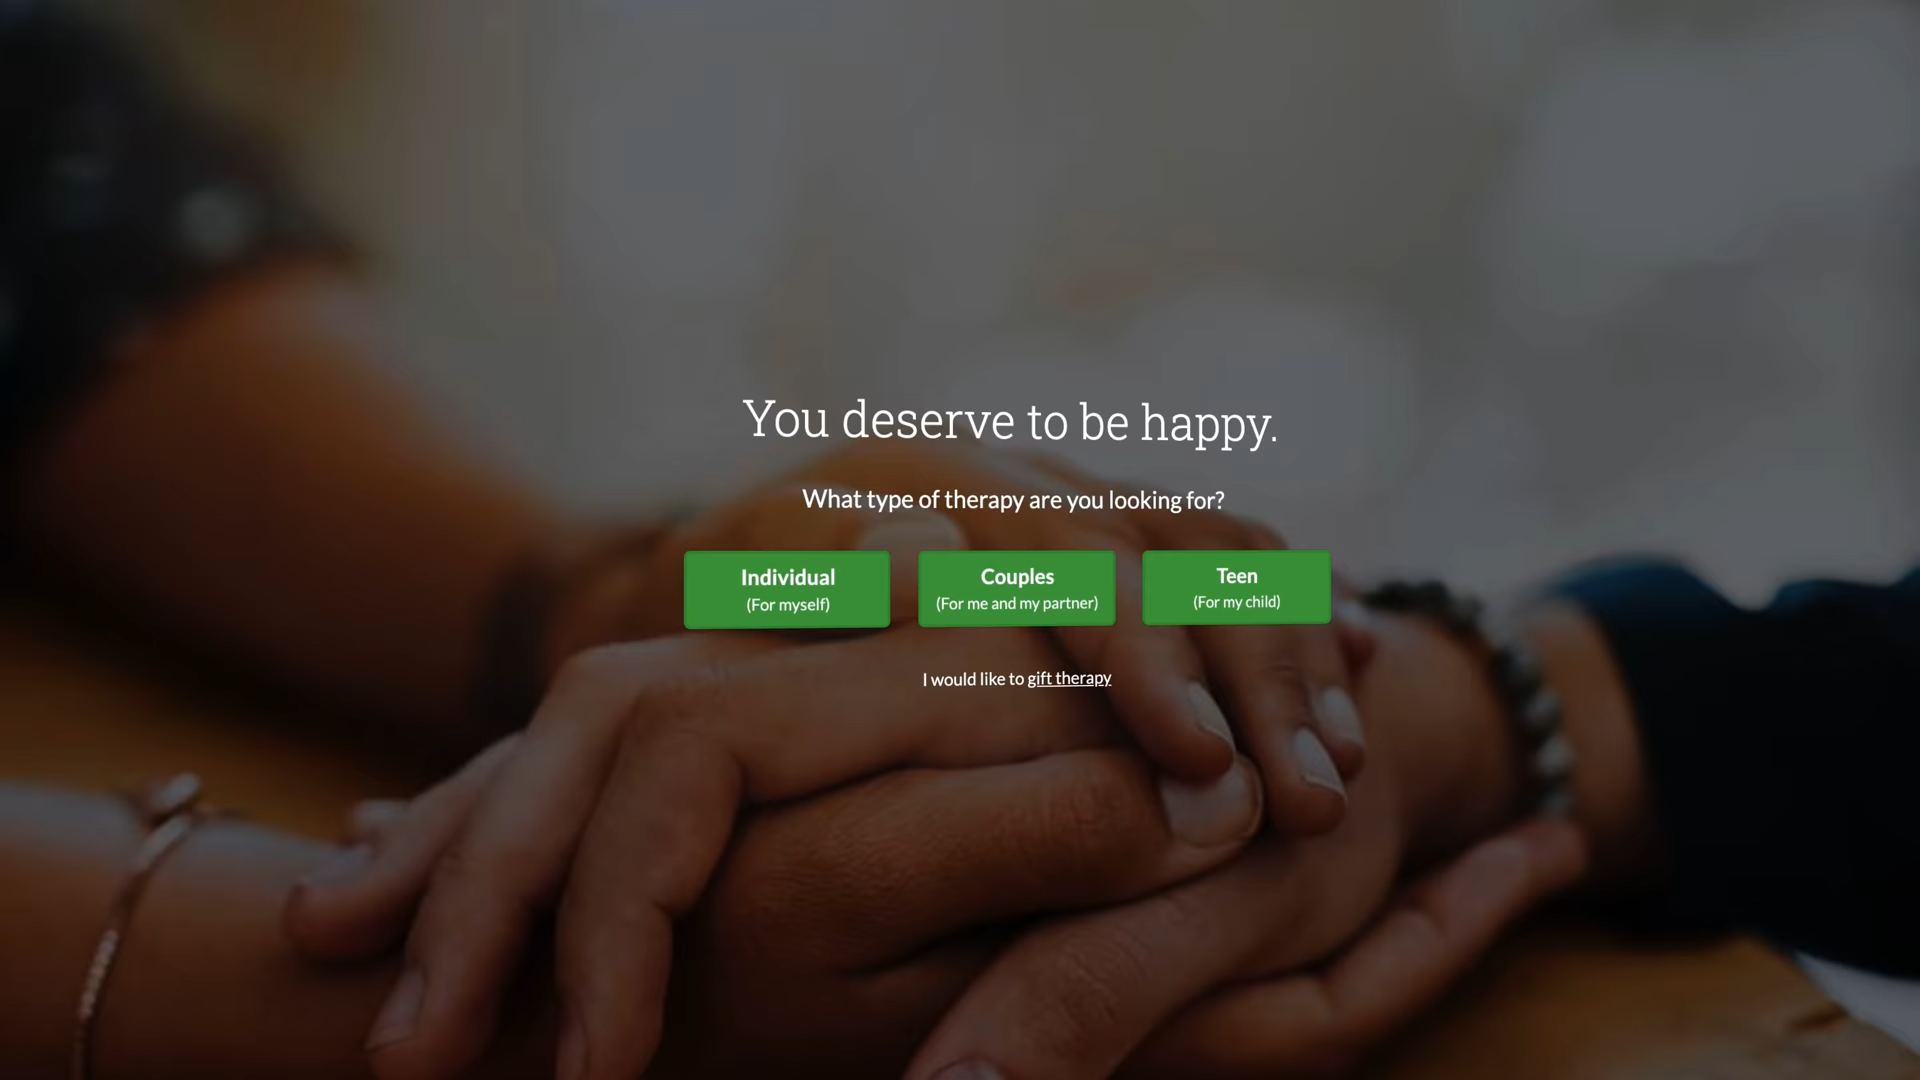 You deserve to be happy.
What type of therapy are you looking for?
Individual
(For myself)
Couples
(For me and my partner)
Teen
(For my child)
I would like to gift therapy